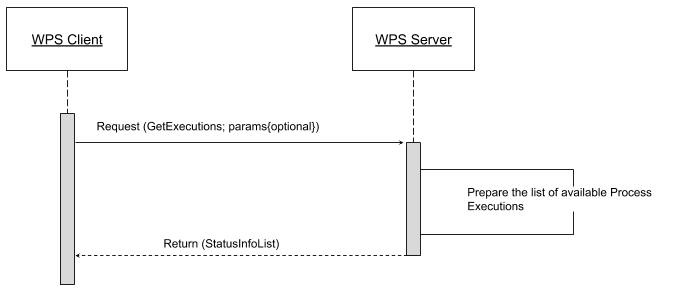 WPS Client
WPS Server
Request (GetExecutions; params{optional})
Prepare the list of available Process
Executions
Return (StatusInfoList)